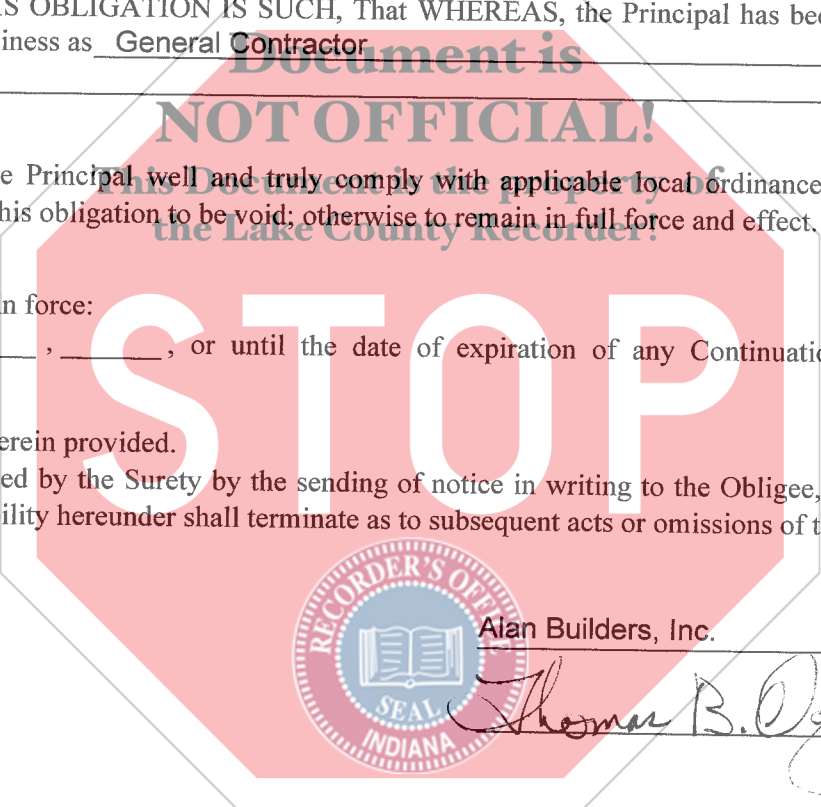 S OBLIGATION IS SUCH, That WHEREAS, the Principal has bee
iness as General Contractor
Document is
NOT OFFICIAL!
e Principal well and truly comply with applicable local ordinance
This Document is the property of
his obligation to be void; otherwise to remain in full force and effect.
the Lake County Recorder!
n force:
STOP
___ , ______ , or until the date of expiration of any Continuatio
erein provided.
ed by the Surety by the sending of notice in writing to the Obligee,
ility hereunder shall terminate as to subsequent acts or omissions of t
RECORDER'S OFFICE
SEAL
INDIANA
Alan Builders, Inc.
Thomas B.